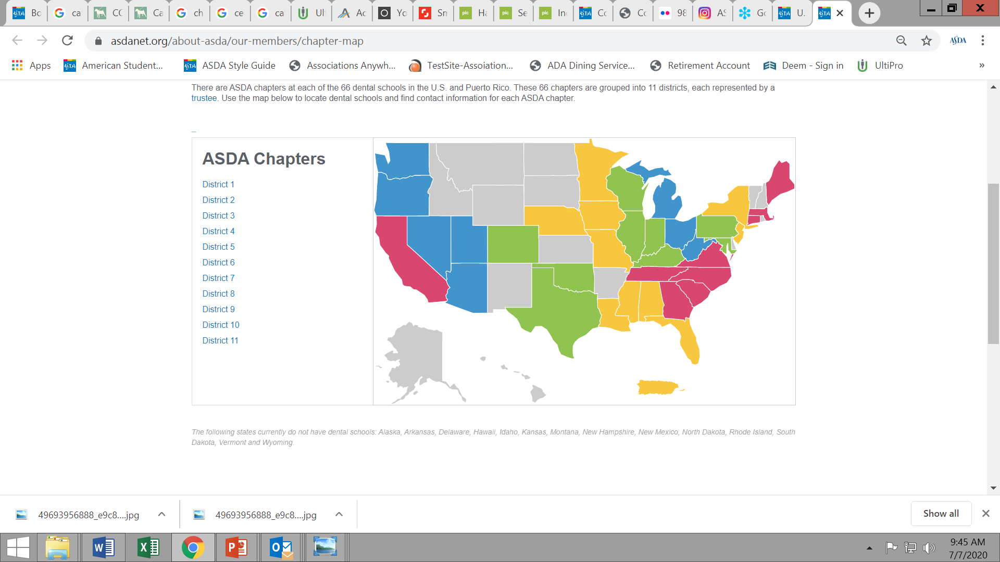 Bo
ca
CC
Ca
ch
ce
ca
Ul
Ac
Yo
Sn
pic
Ha
pic
Se
pic
In
Co
Cc
98
AS
Gc
U.
asdanet.org/about-asda/our-members/chapter-map
ASDA
Apps
American Student...
ASDA Style Guide
Associations Anywh...
TestSite-Assoiation...
ADA Dining Service...
Retirement Account
Deem - Sign in
UltiPro
»
There are ASDA chapters at each of the 66 dental schools in the U.S. and Puerto Rico. These 66 chapters are grouped into 11 districts, each represented by a
trustee. Use the map below to locate dental schools and find contact information for each ASDA chapter.
_
ASDA Chapters
District 1
District 2
District 3
District 4
District 5
District 6
District 7
District 8
District 9
District 10
District 11
The following states currently do not have dental schools: Alaska, Arkansas, Delaware, Hawaii, Idaho, Kansas, Montana, New Hampshire, New Mexico, North Dakota, Rhode Island, South
Dakota, Vermont and Wyoming.
49693956888_e9c8....jpg
49693956888_e9c8....jpg
Show all
9:45 AM
7/7/2020